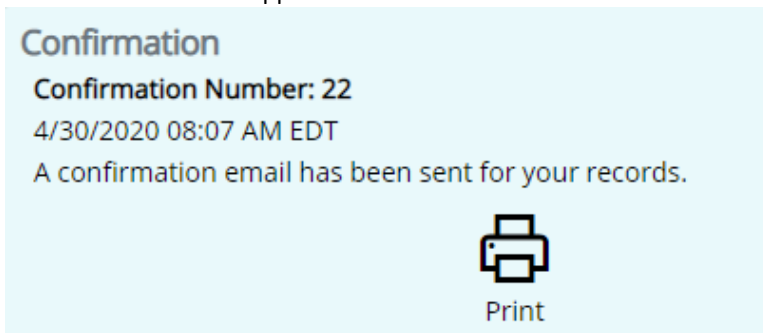 Confirmation
Confirmation Number: 22
4/30/2020 08:07 AM EDT
A confirmation email has been sent for your records.
Print